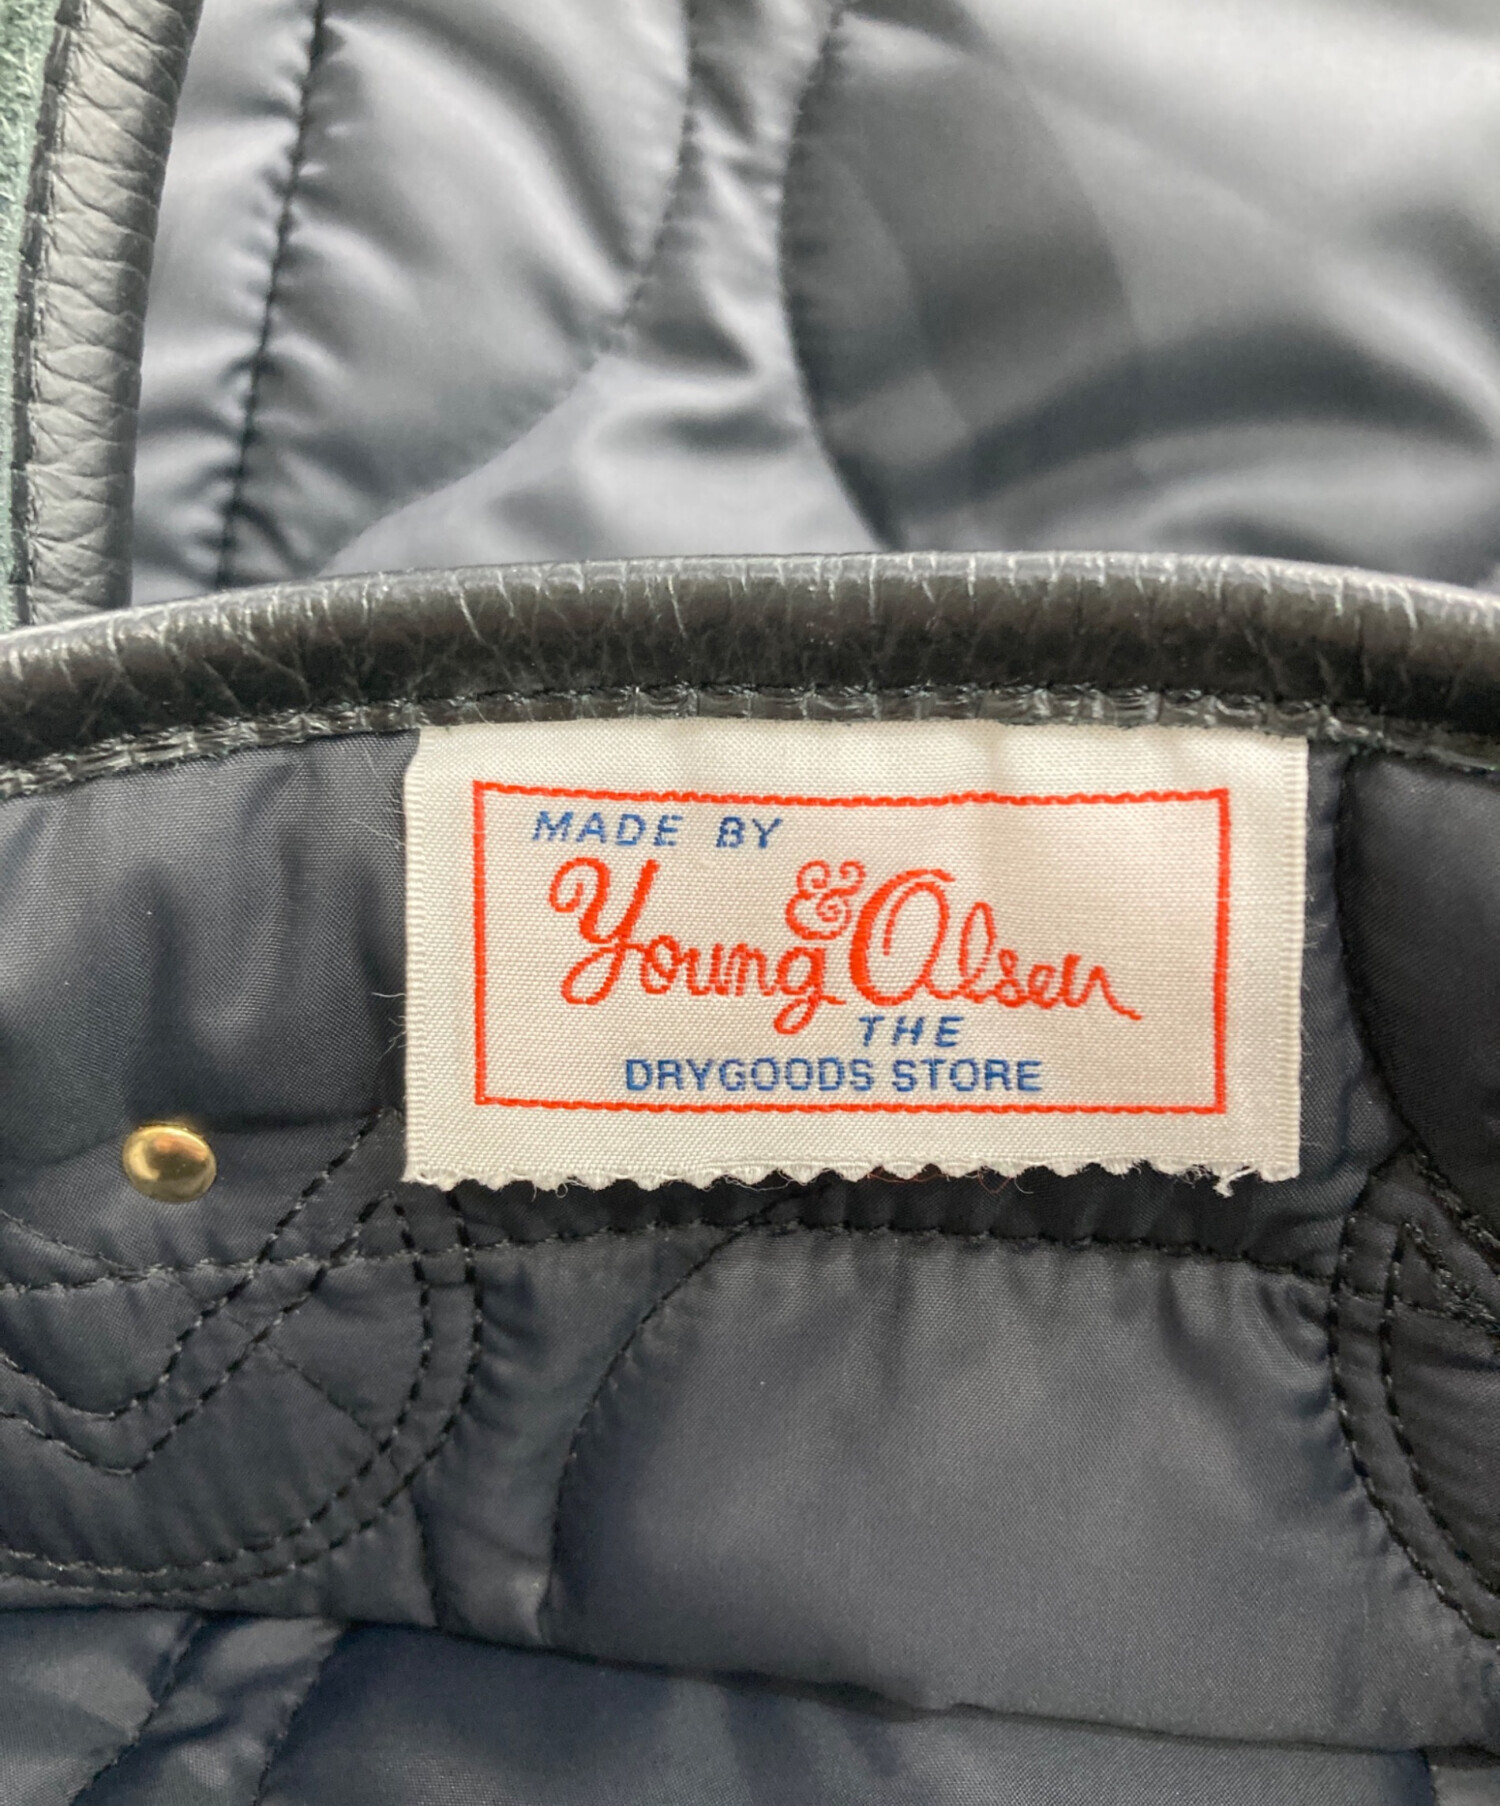 MADE BY
Young & Olsen
THE
DRYGOODS STORE